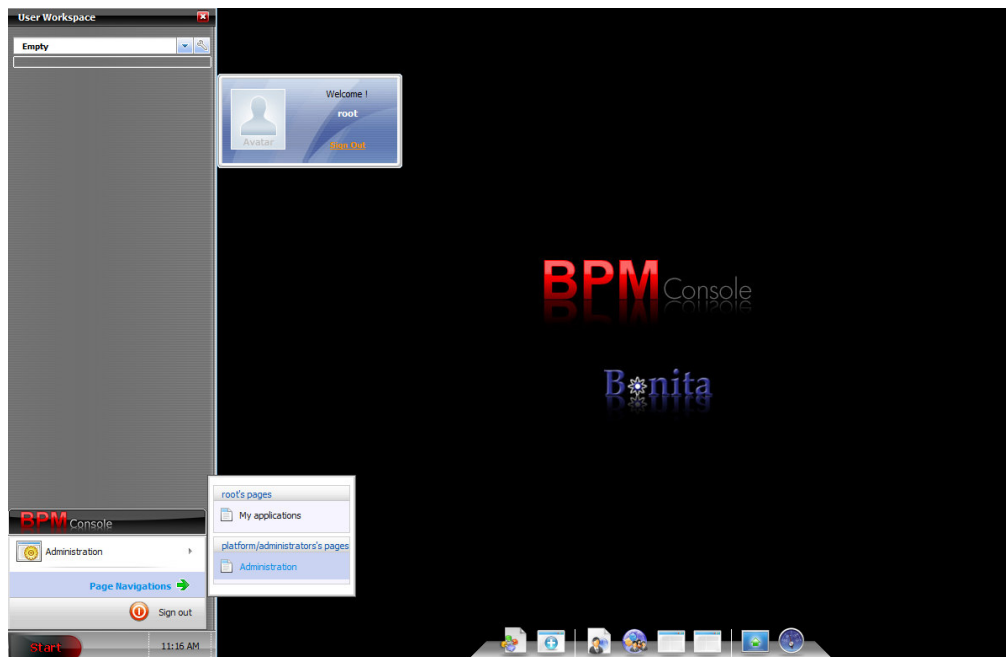 User Workspace
Empty
Welcome !
root
Avatar
Sign Out
BPM Console
Bonita
root's pages
My applications
platform/administrators's pages
Administration
BPM Console
Administration
Page Navigations
Sign out
Start
11:16 AM